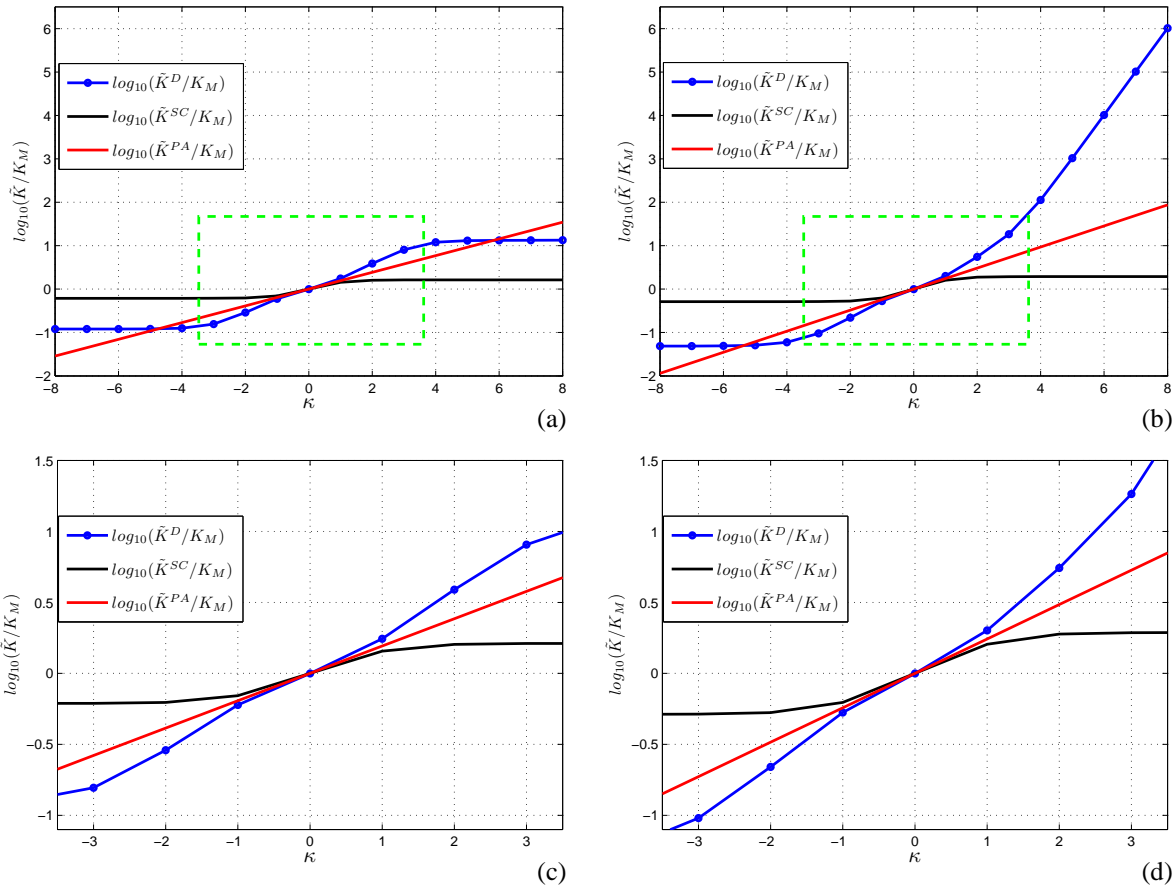 log₁₀(K̃/K_M)
6
5
4
3
2
1
0
−1
−2
log₁₀(K̃ᴰ/K_M)
log₁₀(K̃ˢᶜ/K_M)
log₁₀(K̃ᴾᴬ/K_M)
−8 −6 −4 −2 0 2 4 6 8
κ
(a)
log₁₀(K̃/K_M)
6
5
4
3
2
1
0
−1
−2
log₁₀(K̃ᴰ/K_M)
log₁₀(K̃ˢᶜ/K_M)
log₁₀(K̃ᴾᴬ/K_M)
−8 −6 −4 −2 0 2 4 6 8
κ
(b)
log₁₀(K̃/K_M)
1.5
1
0.5
0
−0.5
−1
log₁₀(K̃ᴰ/K_M)
log₁₀(K̃ˢᶜ/K_M)
log₁₀(K̃ᴾᴬ/K_M)
−3 −2 −1 0 1 2 3
κ
(c)
log₁₀(K̃/K_M)
1.5
1
0.5
0
−0.5
−1
log₁₀(K̃ᴰ/K_M)
log₁₀(K̃ˢᶜ/K_M)
log₁₀(K̃ᴾᴬ/K_M)
−3 −2 −1 0 1 2 3
κ
(d)